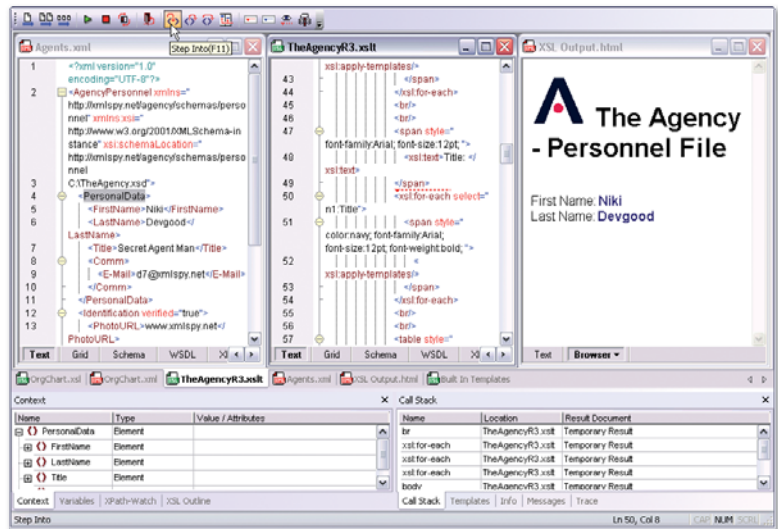 Agents.xml
Step Into(F11)
TheAgencyR3.xslt
XSL Output.html
1 <?xml version="1.0"
encoding="UTF-8"?>
2 <AgencyPersonnel xmlns="
http://xmlspy.net/agency/schemas/perso
nnel" xmlns:xsi="
http://www.w3.org/2001/XMLSchema-in
stance" xsi:schemaLocation="
http://xmlspy.net/agency/schemas/perso
nnel
3 C:\TheAgency.xsd">
4 <PersonalData>
5 <FirstName>Niki</FirstName>
6 <LastName>Devgood</
LastName>
7 <Title>Secret Agent Man</Title>
8 <Comm>
9 <E-Mail>d7@xmlspy.net</E-Mail>
10 </Comm>
11 </PersonalData>
12 <Identification verified="true">
13 <PhotoURL>www.xmlspy.net</
PhotoURL>
Text Grid Schema WSDL
xsl:apply-templates/>
43 </span>
44 </xsl:for-each>
45 <br/>
46 <br/>
47 <span style="
font-family:Arial; font-size:12pt; ">
48 <xsl:text>Title: </
xsl:text>
49 </span>
50 <xsl:for-each select="
n1:Title">
51 <span style="
color:navy; font-family:Arial;
font-size:12pt; font-weight:bold; ">
52 <
xsl:apply-templates/>
53 </span>
54 </xsl:for-each>
55 <br/>
56 <br/>
57 <table style="
Text Grid Schema WSDL
The Agency
- Personnel File
First Name: Niki
Last Name: Devgood
Text Browser
OrgChart.xsl OrgChart.xml TheAgencyR3.xslt Agents.xml XSL Output.html Built In Templates
Context
Name Type Value / Attributes
PersonalData Element
FirstName Element
LastName Element
Title Element
Context Variables XPath-Watch XSL Outline
Call Stack
Name Location Result Document
br TheAgencyR3.xslt Temporary Result
xsl:for-each TheAgencyR3.xslt Temporary Result
xsl:for-each TheAgencyR3.xslt Temporary Result
xsl:for-each TheAgencyR3.xslt Temporary Result
body TheAgencyR3.xslt Temporary Result
Call Stack Templates Info Messages Trace
Step Into Ln 50, Col 8 CAP NUM SCRL